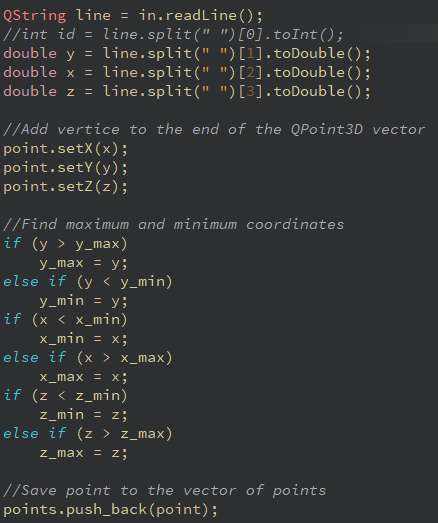 QString line = in.readLine();
//int id = line.split(" ")[0].toInt();
double y = line.split(" ")[1].toDouble();
double x = line.split(" ")[2].toDouble();
double z = line.split(" ")[3].toDouble();

//Add vertice to the end of the QPoint3D vector
point.setX(x);
point.setY(y);
point.setZ(z);

//Find maximum and minimum coordinates
if (y > y_max)
    y_max = y;
else if (y < y_min)
    y_min = y;
if (x < x_min)
    x_min = x;
else if (x > x_max)
    x_max = x;
if (z < z_min)
    z_min = z;
else if (z > z_max)
    z_max = z;

//Save point to the vector of points
points.push_back(point);